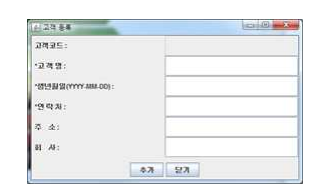 고객 등록
고객코드:
*고객명:
*생년월일(YYYY-MM-DD):
*연락처:
주 소:
회 사:
추가 닫기